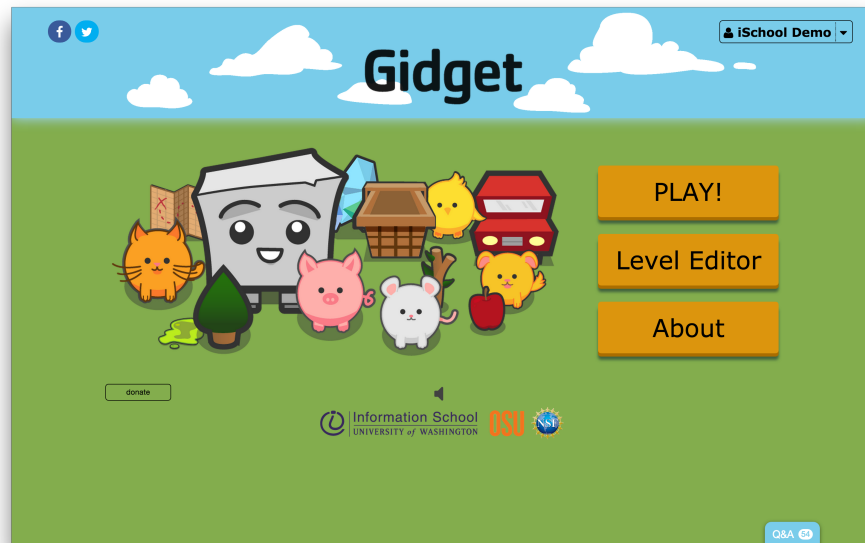 f
iSchool Demo
Gidget
PLAY!
Level Editor
About
donate
Information School
UNIVERSITY of WASHINGTON
OSU
NSF
Q&A 54